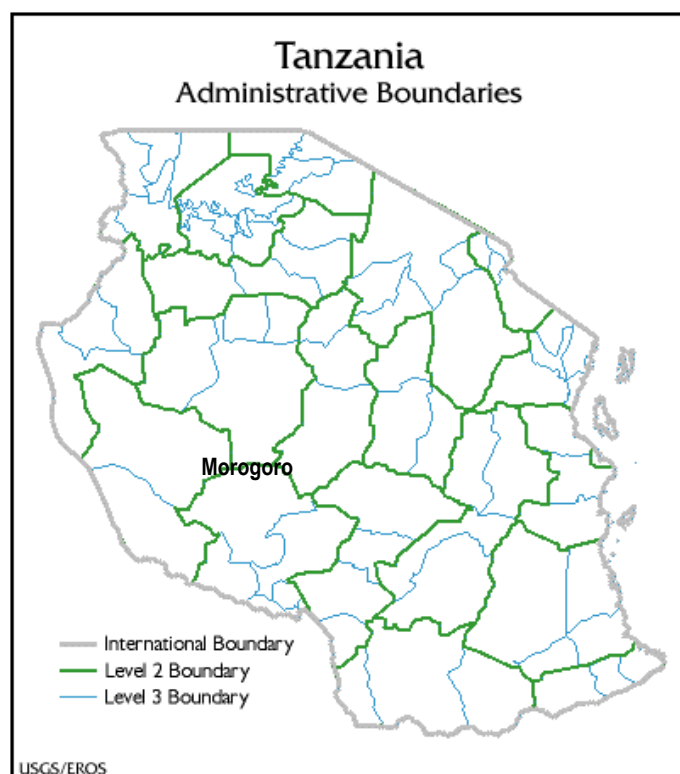 Tanzania
Administrative Boundaries
Morogoro
International Boundary
Level 2 Boundary
Level 3 Boundary
USGS/EROS